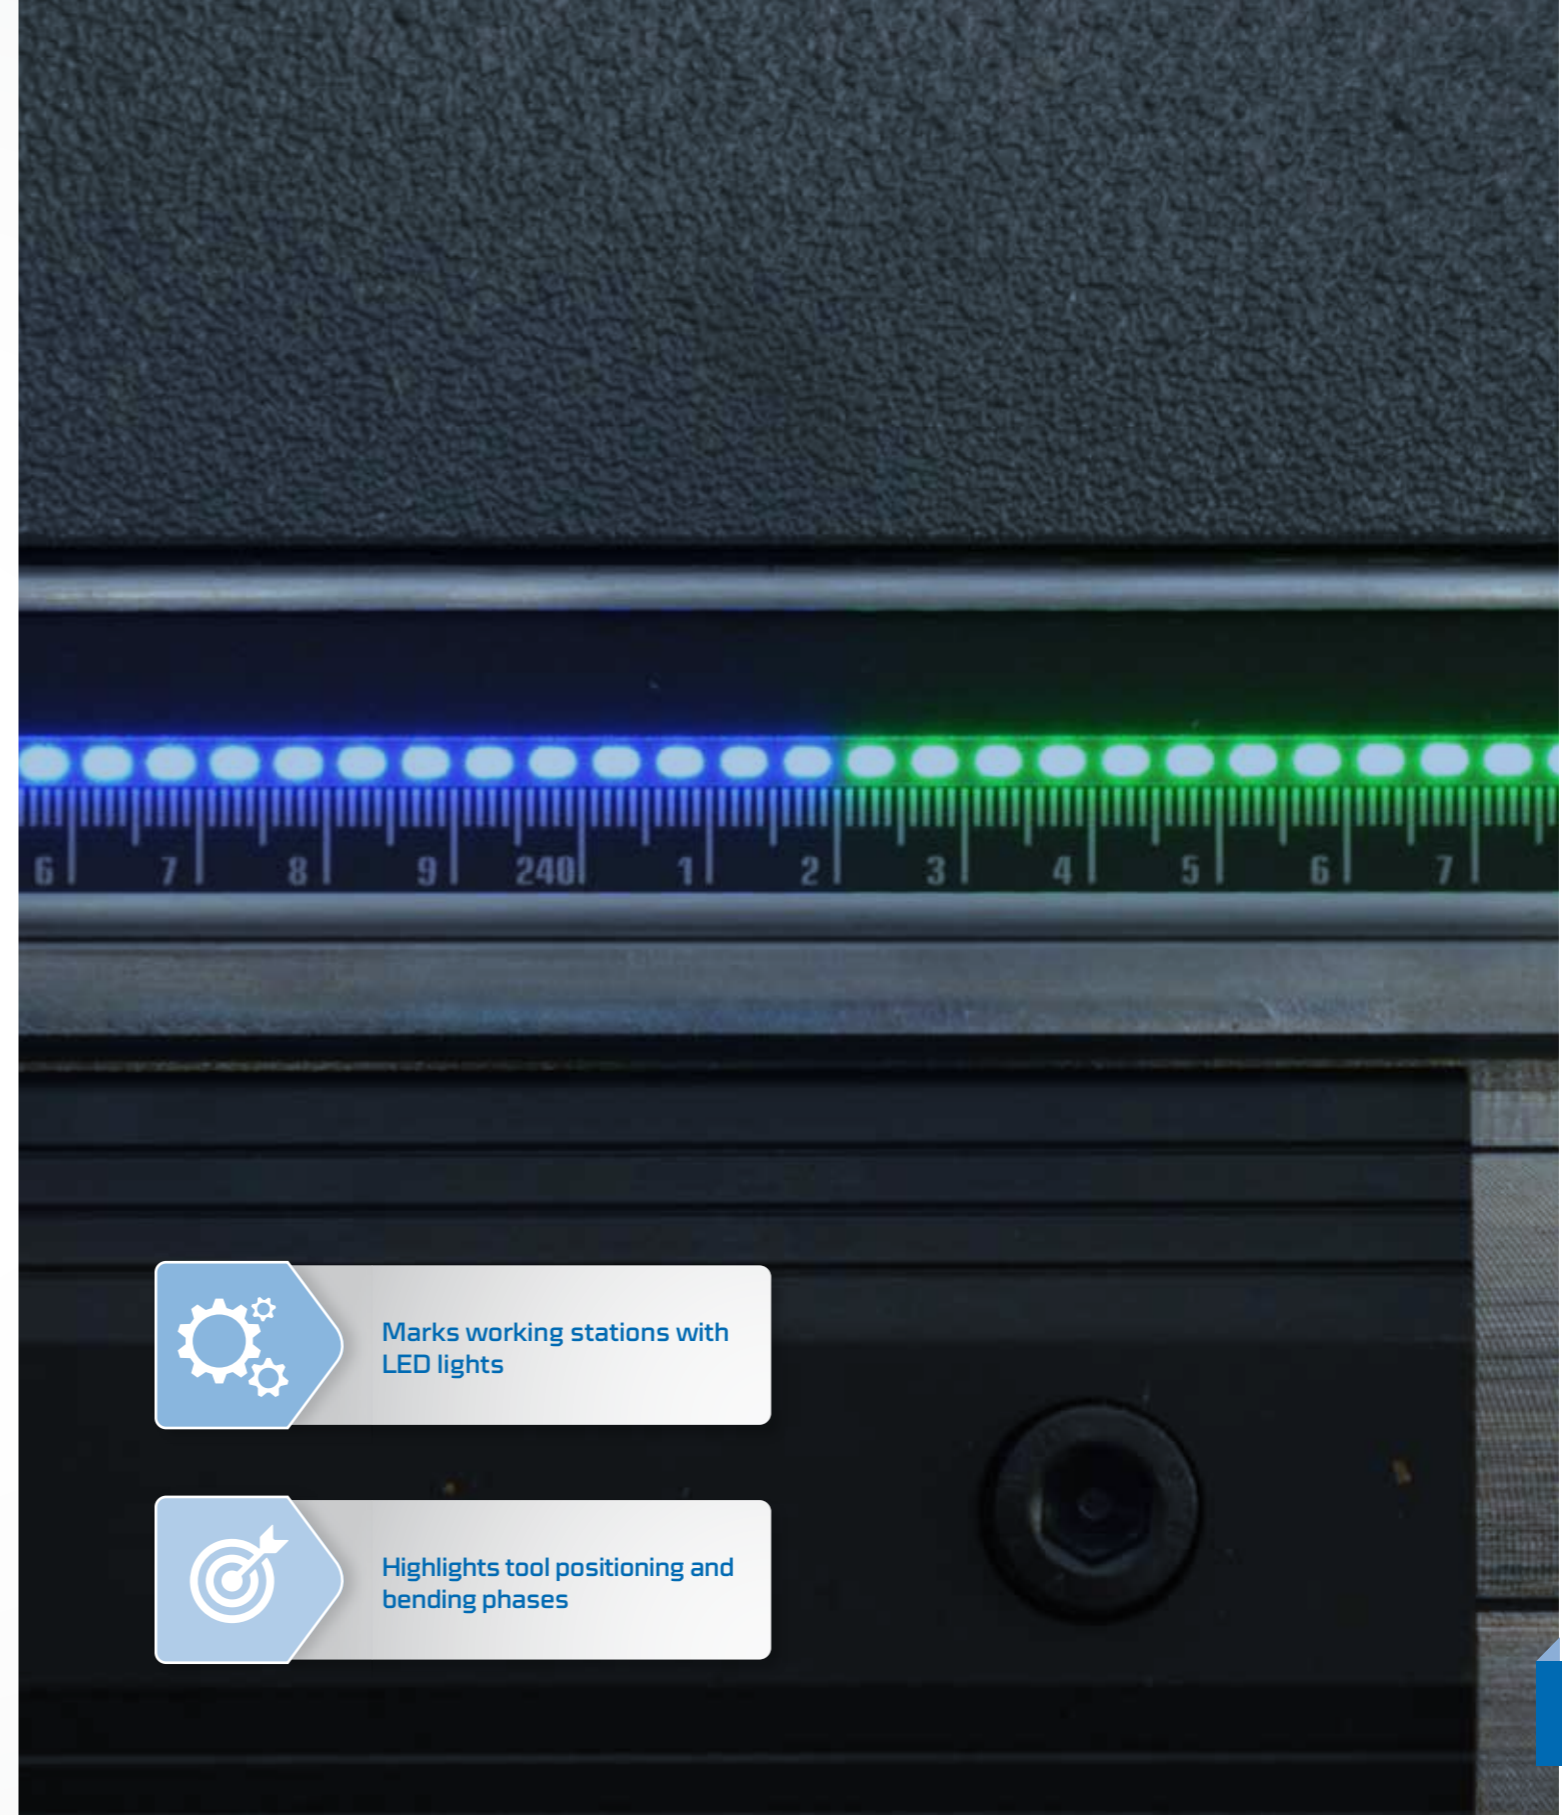 6 7 8 9 240 1 2 3 4 5 6 7
Marks working stations with
LED lights
Highlights tool positioning and
bending phases